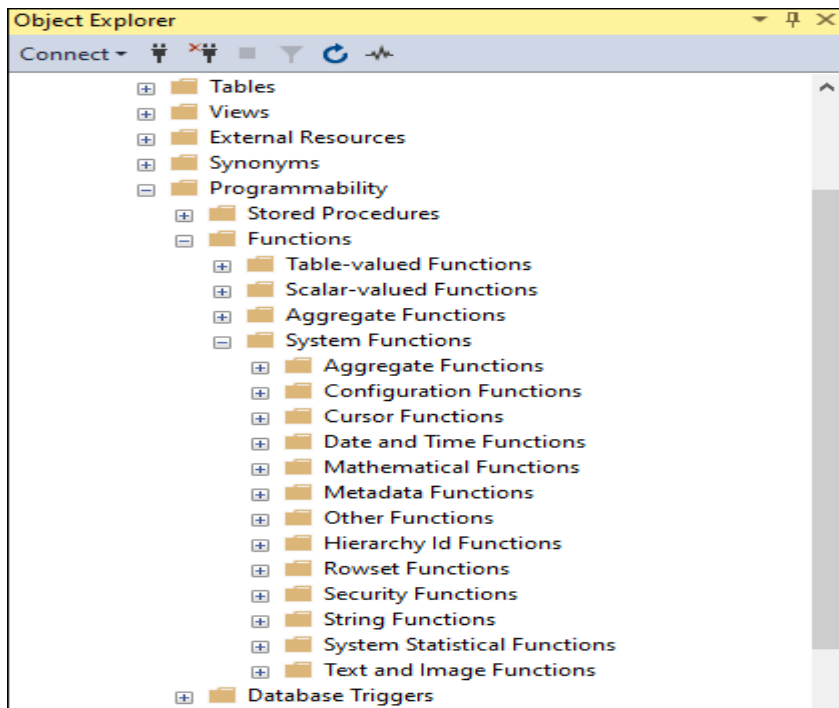 Object Explorer
Connect
Tables
Views
External Resources
Synonyms
Programmability
Stored Procedures
Functions
Table-valued Functions
Scalar-valued Functions
Aggregate Functions
System Functions
Aggregate Functions
Configuration Functions
Cursor Functions
Date and Time Functions
Mathematical Functions
Metadata Functions
Other Functions
Hierarchy Id Functions
Rowset Functions
Security Functions
String Functions
System Statistical Functions
Text and Image Functions
Database Triggers